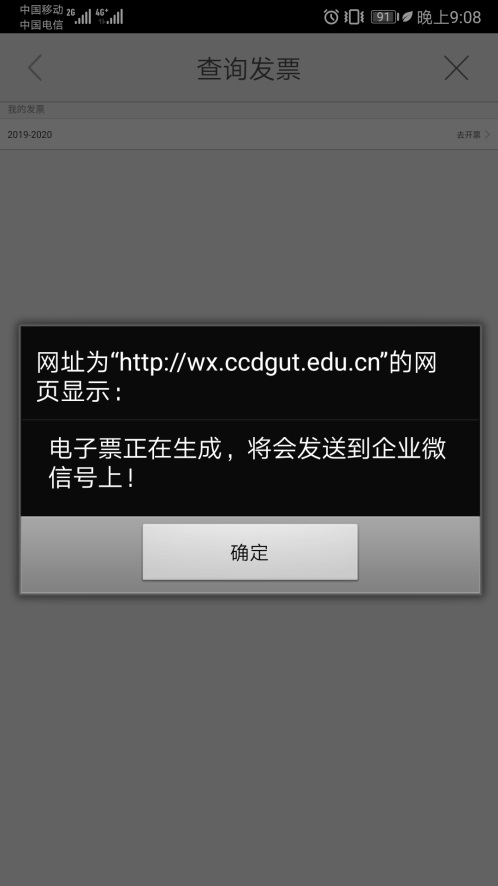 中国移动 2G 4G+
中国电信
91 晚上9:08
查询发票
我的发票
2019-2020 去开票
网址为“http://wx.ccdgut.edu.cn”的网
页显示:
电子票正在生成，将会发送到企业微
信号上!
确定